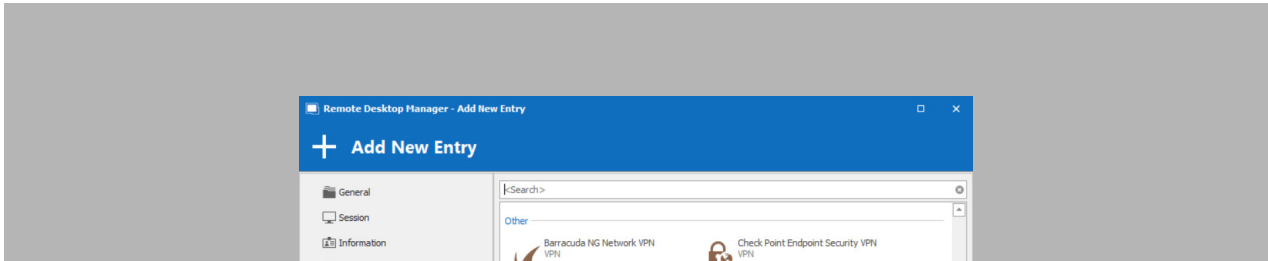 Remote Desktop Manager - Add New Entry
Add New Entry
General
<Search>
Session
Other
Information
Barracuda NG Network VPN
VPN
Check Point Endpoint Security VPN
VPN